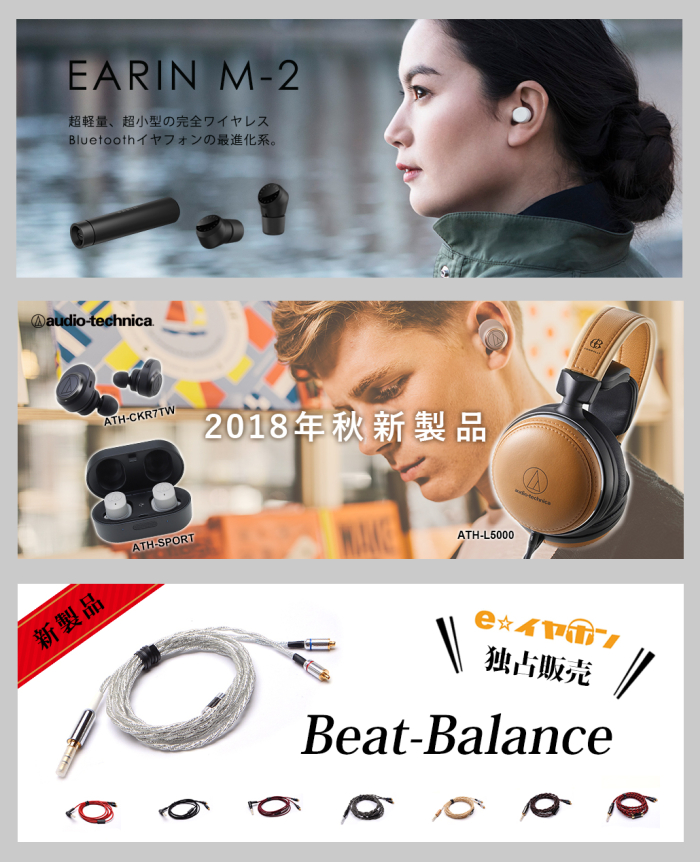 EARIN M-2
超軽量、超小型の完全ワイヤレス
Bluetoothイヤフォンの最進化系。
audio-technica
ATH-CKR7TW
2018年秋新製品
audio-technica
ATH-SPORT
ATH-L5000
新製品
e☆イヤホン
独占販売
Beat-Balance